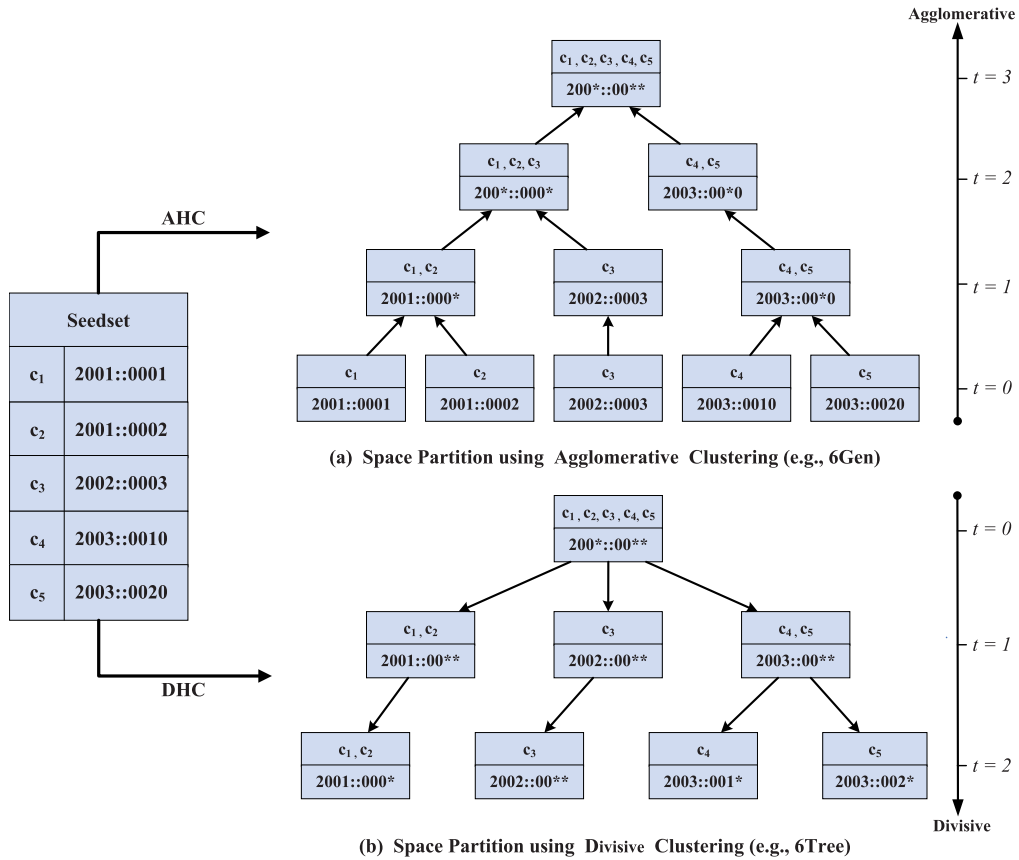 Agglomerative
c1 , c2, c3 , c4, c5
200*::00**
t = 3
c1 , c2, c3
200*::000*
c4 , c5
2003::00*0
t = 2
AHC
c1 , c2
2001::000*
c3
2002::0003
c4 , c5
2003::00*0
t = 1
c1
2001::0001
c2
2001::0002
c3
2002::0003
c4
2003::0010
c5
2003::0020
t = 0
(a) Space Partition using Agglomerative Clustering (e.g., 6Gen)
Seedset
c1 2001::0001
c2 2001::0002
c3 2002::0003
c4 2003::0010
c5 2003::0020
DHC
c1 , c2, c3 , c4, c5
200*::00**
t = 0
c1 , c2
2001::00**
c3
2002::00**
c4 , c5
2003::00**
t = 1
c1 , c2
2001::000*
c3
2002::00**
c4
2003::001*
c5
2003::002*
t = 2
Divisive
(b) Space Partition using Divisive Clustering (e.g., 6Tree)